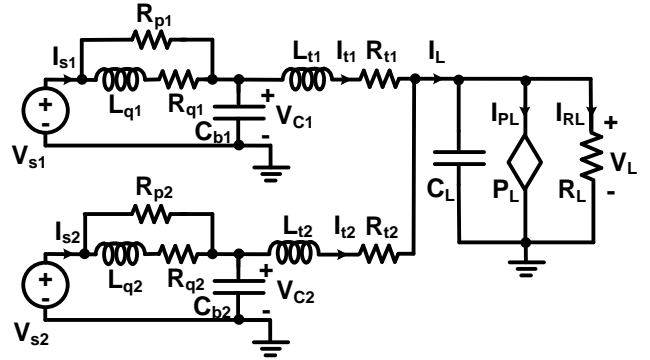 Rp1
Is1 Lt1 It1 Rt1 IL
Lq1 Rq1 + IPL IRL
+ Cb1 VC1 +
- - VL
Vs1 CL PL RL -
Rp2
Is2 Lt2 It2 Rt2
Lq2 Rq2 +
+ Cb2 VC2
- -
Vs2